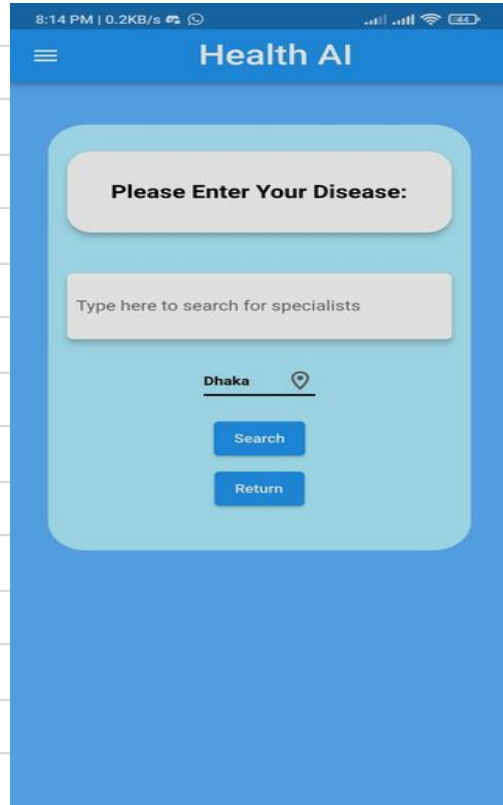 8:14 PM | 0.2KB/s
44
Health AI
Please Enter Your Disease:
Type here to search for specialists
Dhaka
Search
Return